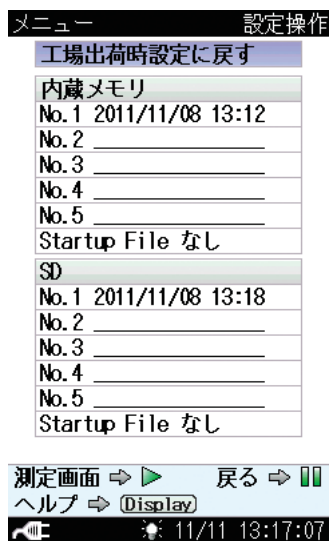 メニュー 設定操作
工場出荷時設定に戻す
内蔵メモリ
No.1 2011/11/08 13:12
No.2 ____________
No.3 ____________
No.4 ____________
No.5 ____________
Startup File なし
SD
No.1 2011/11/08 13:18
No.2 ____________
No.3 ____________
No.4 ____________
No.5 ____________
Startup File なし
測定画面 ⇨ ▷ 戻る ⇨ ▯▯
ヘルプ ⇨ (Display)
11/11 13:17:07